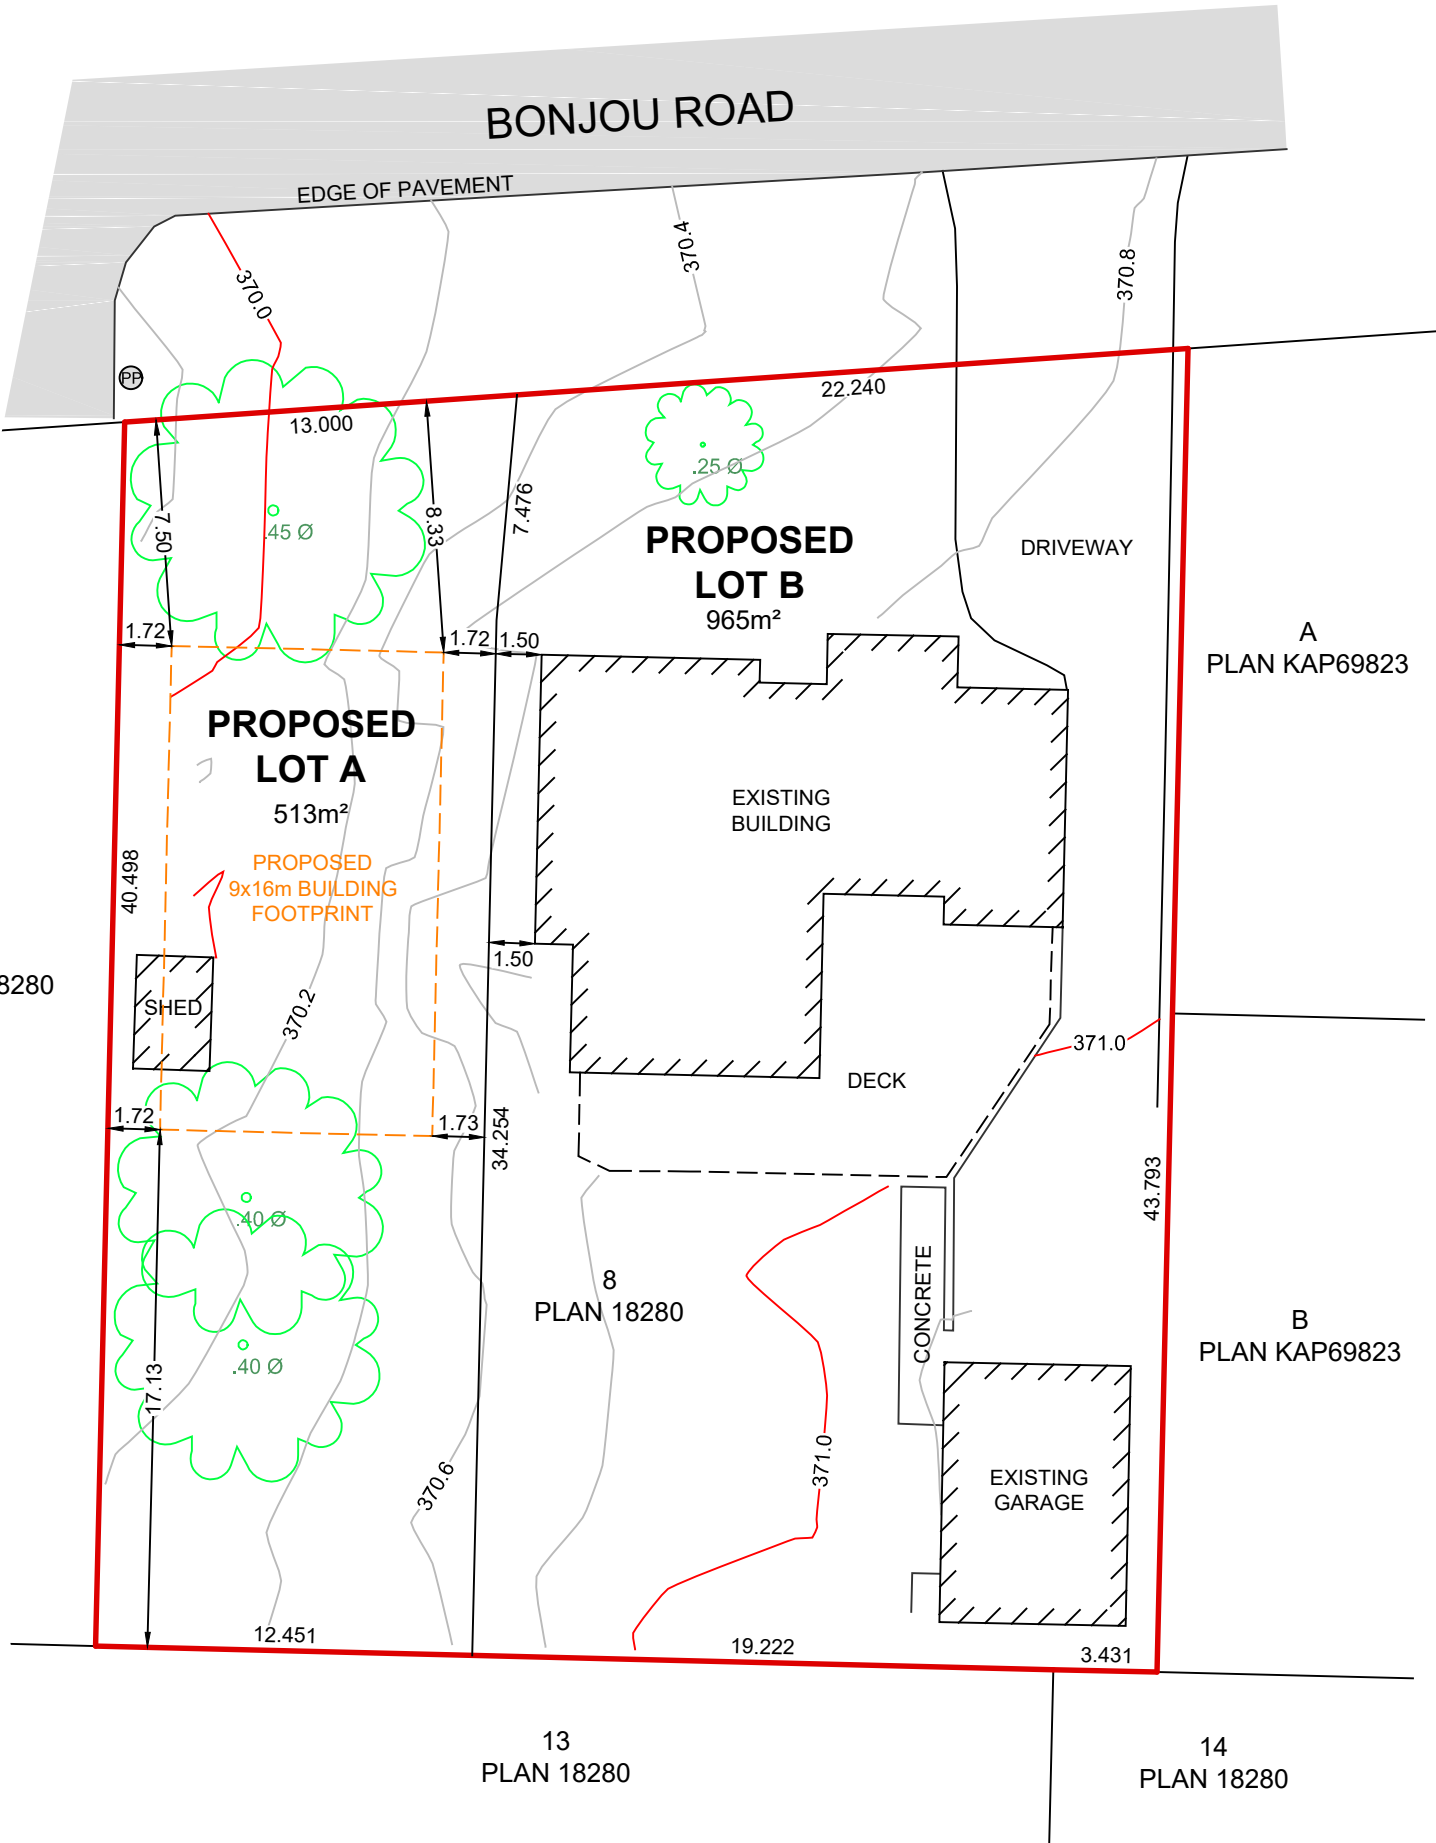 BONJOU ROAD
EDGE OF PAVEMENT
370.0
370.4
370.8
PP
13.000
22.240
7.50
.45 Ø
8.33
7.476
.25 Ø
PROPOSED
LOT B
965m²
DRIVEWAY
1.72
1.72
1.50
A
PLAN KAP69823
PROPOSED
LOT A
513m²
PROPOSED
9x16m BUILDING
FOOTPRINT
EXISTING
BUILDING
40.498
1.50
8280
SHED
370.2
371.0
DECK
1.72
1.73
34.254
43.793
.40 Ø
8
PLAN 18280
CONCRETE
B
PLAN KAP69823
.40 Ø
17.13
370.6
371.0
EXISTING
GARAGE
12.451
19.222
3.431
13
PLAN 18280
14
PLAN 18280